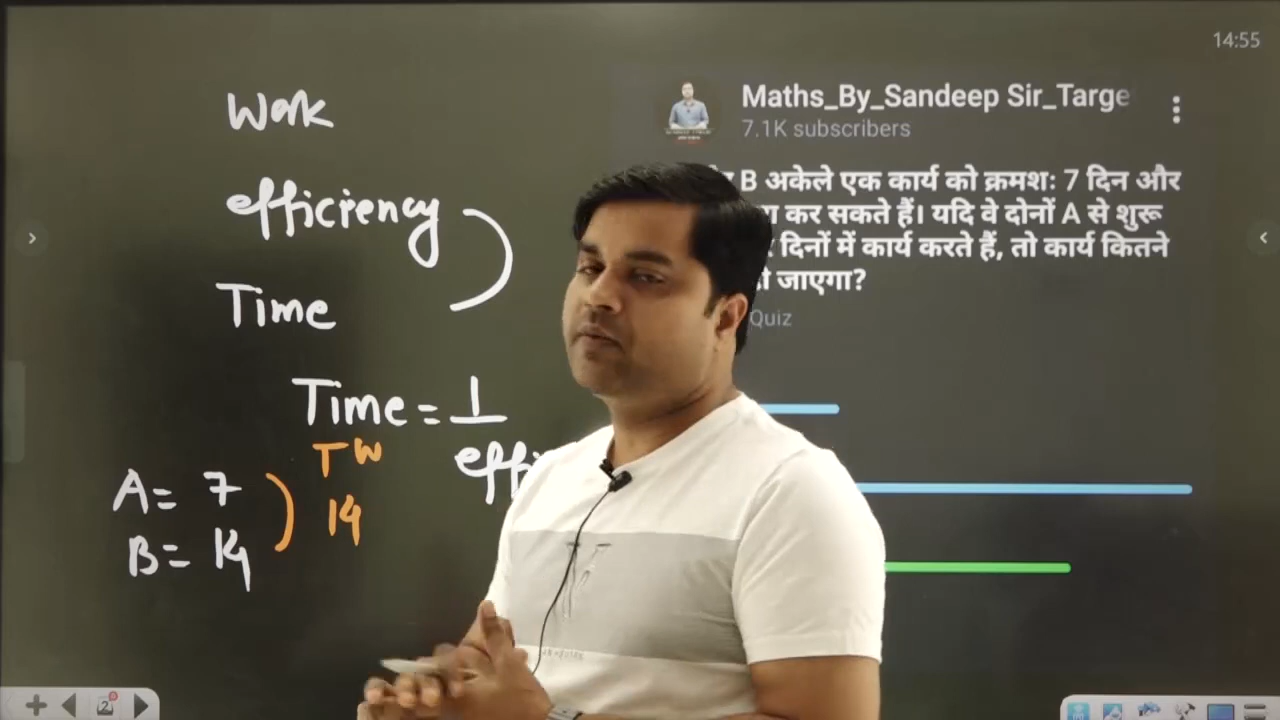 14:55
Work
efficiency
Time
Time = 1
effi
TW
A = 7
14
B = 14
Maths_By_Sandeep Sir_Targe
7.1K subscribers
B अकेले एक कार्य को क्रमशः 7 दिन और
कर सकते हैं। यदि वे दोनों A से शुरू
दिनों में कार्य करते हैं, तो कार्य कितने
जाएगा?
Quiz